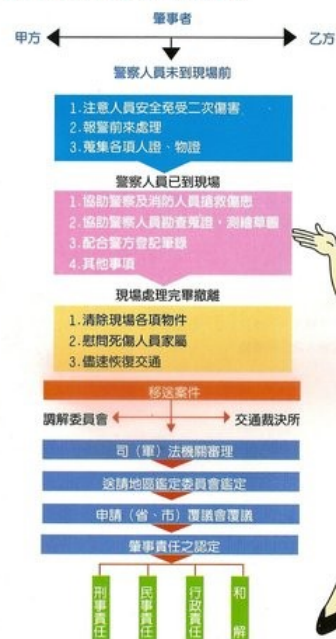 肇事者
甲方 乙方
警察人員未到現場前
1.注意人員安全免受二次傷害
2.報警前來處理
3.蒐集各項人證、物證
警察人員已到現場
1.協助警察及消防人員搶救傷患
2.協助警察人員勘查蒐證，測繪草圖
3.配合警方登記筆錄
4.其他事項
現場處理完畢撤離
1.清除現場各項物件
2.慰問死傷人員家屬
3.儘速恢復交通
移送案件
調解委員會 交通裁決所
司（軍）法機關審理
送請地區鑑定委員會鑑定
申請（省、市）覆議會覆議
肇事責任之認定
刑事責任
民事責任
行政責任
和解